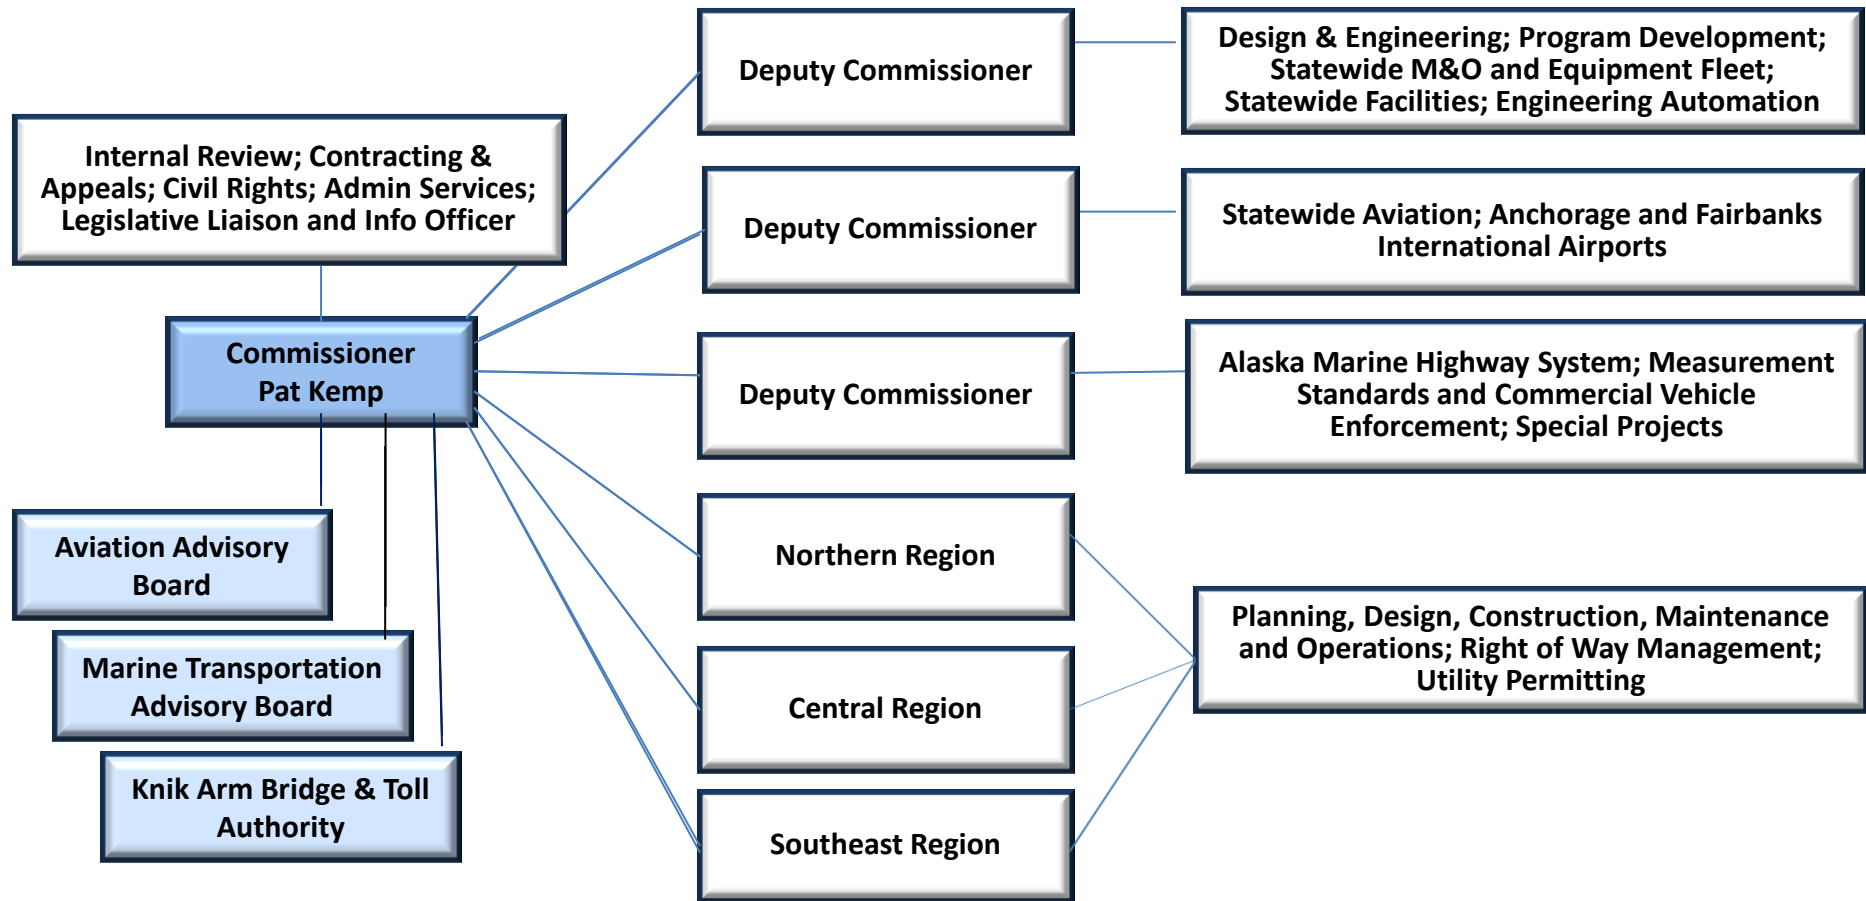 Internal Review; Contracting &
Appeals; Civil Rights; Admin Services;
Legislative Liaison and Info Officer
Commissioner
Pat Kemp
Aviation Advisory
Board
Marine Transportation
Advisory Board
Knik Arm Bridge & Toll
Authority
Deputy Commissioner
Design & Engineering; Program Development;
Statewide M&O and Equipment Fleet;
Statewide Facilities; Engineering Automation
Deputy Commissioner
Statewide Aviation; Anchorage and Fairbanks
International Airports
Deputy Commissioner
Alaska Marine Highway System; Measurement
Standards and Commercial Vehicle
Enforcement; Special Projects
Northern Region
Central Region
Southeast Region
Planning, Design, Construction, Maintenance
and Operations; Right of Way Management;
Utility Permitting